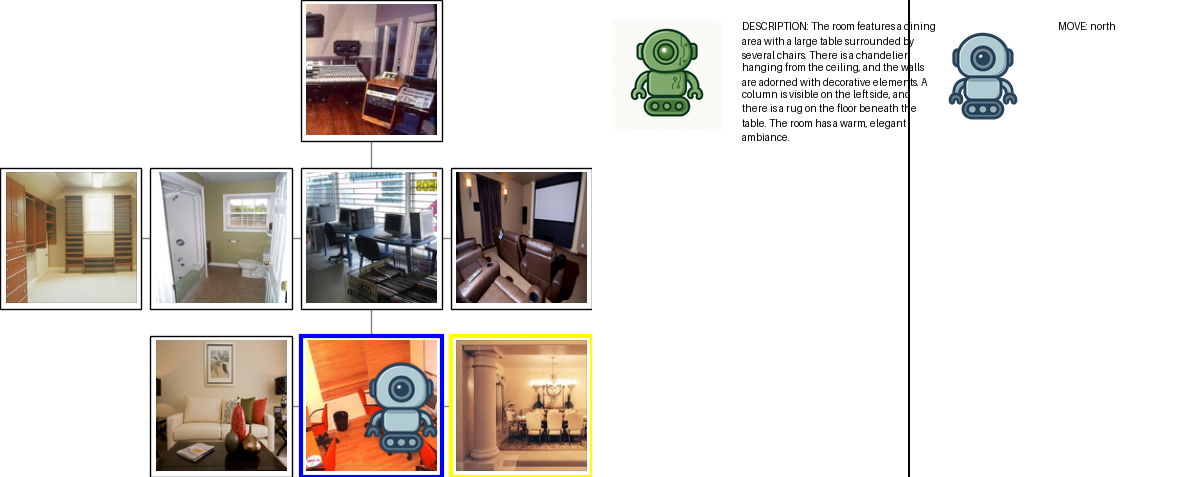 DESCRIPTION: The room features a dining
area with a large table surrounded by
several chairs. There is a chandelier
hanging from the ceiling, and the walls
are adorned with decorative elements. A
column is visible on the left side, and
there is a rug on the floor beneath the
table. The room has a warm, elegant
ambiance.
MOVE: north